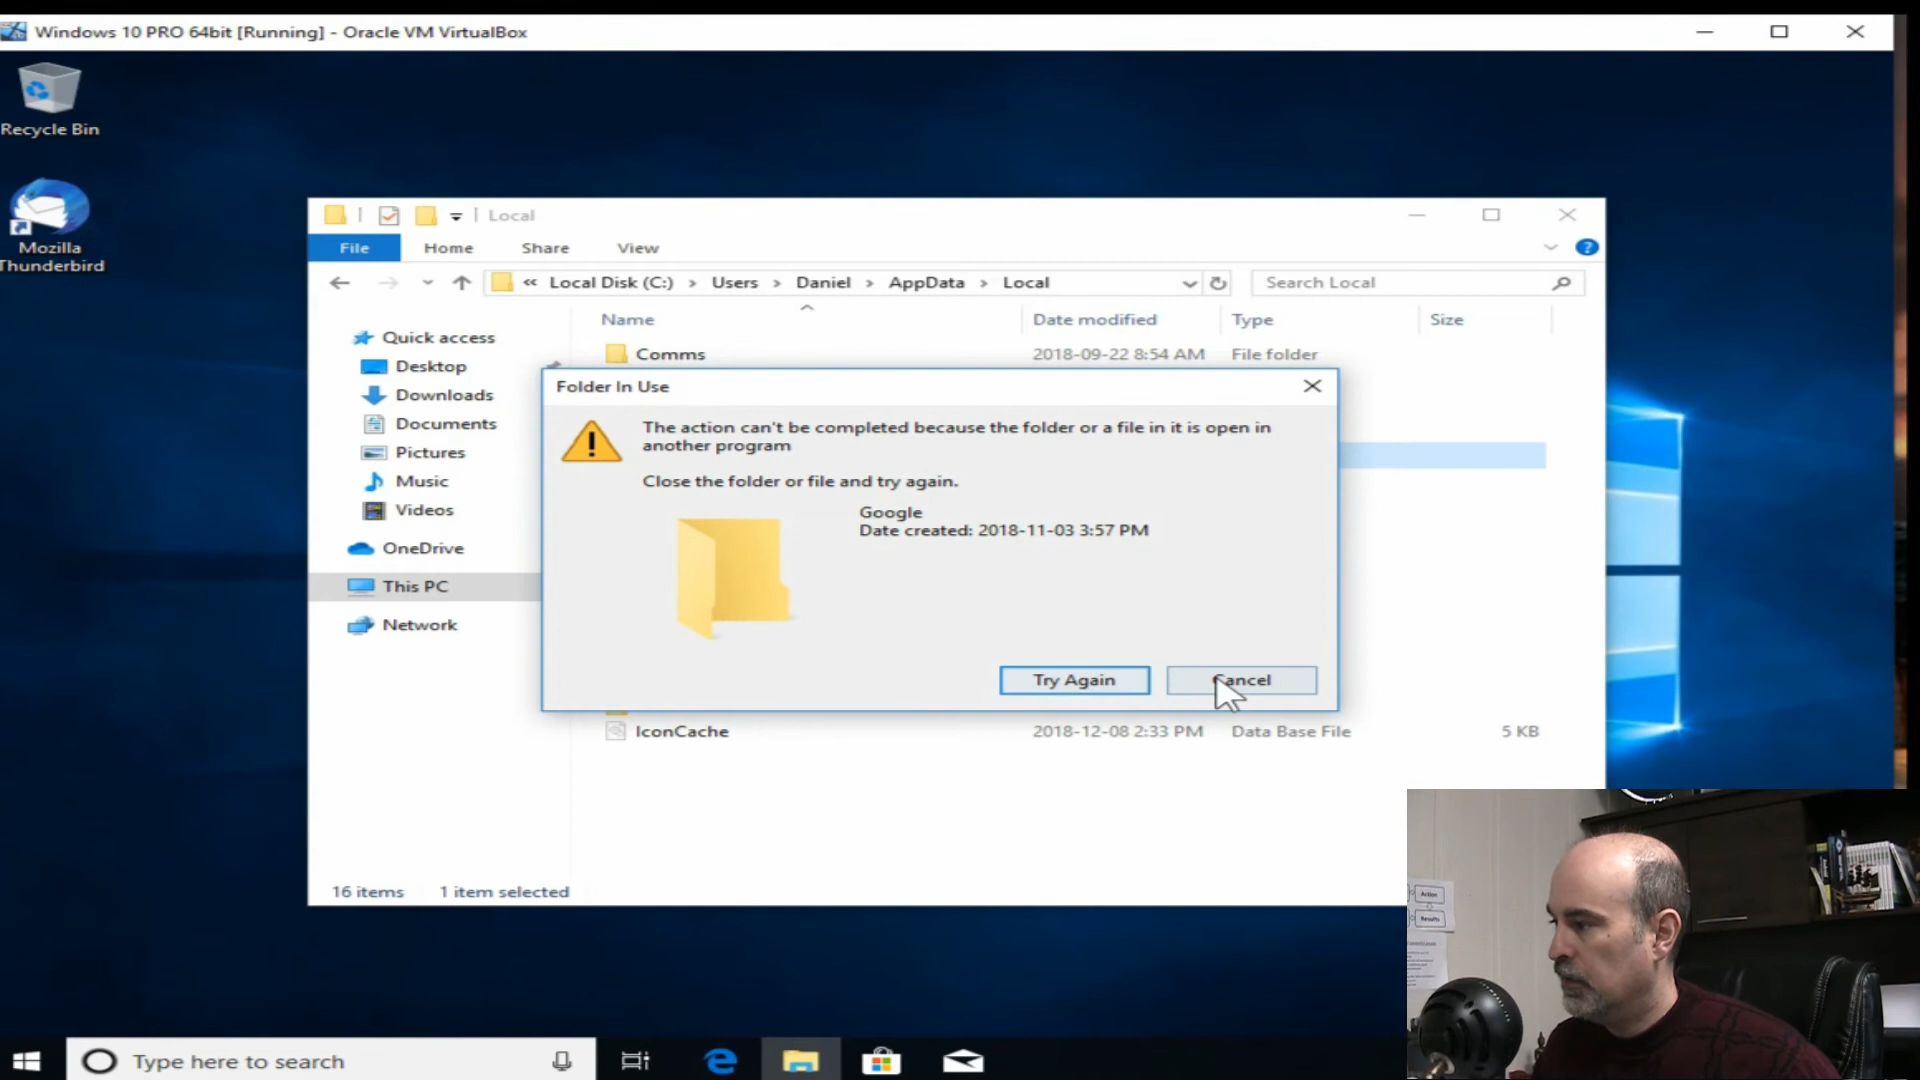 Windows 10 PRO 64bit [Running] - Oracle VM VirtualBox
Recycle Bin
Mozilla
Thunderbird
Local
File
Home
Share
View
« Local Disk (C:) › Users › Daniel › AppData › Local
Search Local
Name
Date modified
Type
Size
Quick access
Desktop
Downloads
Documents
Pictures
Music
Videos
OneDrive
This PC
Network
Comms
2018-09-22 8:54 AM
File folder
Folder In Use
The action can't be completed because the folder or a file in it is open in
another program
Close the folder or file and try again.
Google
Date created: 2018-11-03 3:57 PM
Try Again
Cancel
IconCache
2018-12-08 2:33 PM
Data Base File
5 KB
16 items
1 item selected
Action
Results
Type here to search